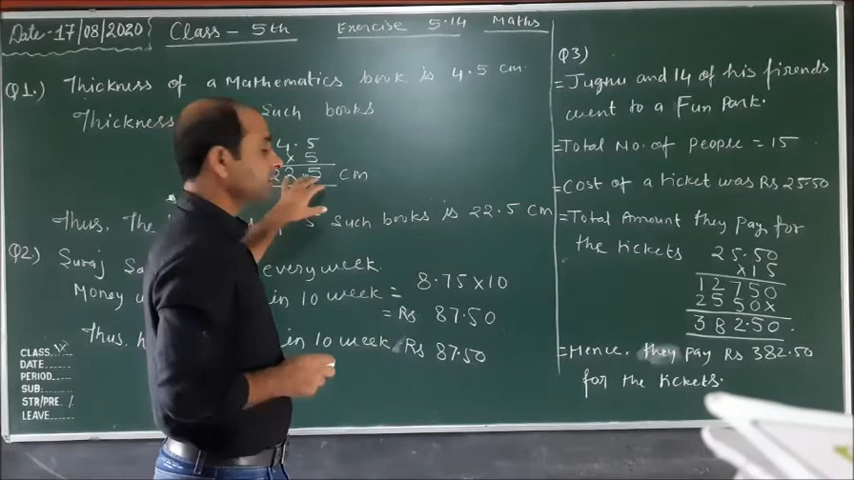 Date - 17/08/2020
Class - 5th
Exercise 5.14
Maths
Q1.) Thickness of a Mathematics book is 4.5 cm
Thickness such books
4.5
x 5
22.5 cm
Thus. The 5 such books is 22.5 cm
Q2) Suraj every week
Money in 10 week = 8.75x10
= Rs 87.50
Thus, in 10 week Rs 87.50
CLASS:
DATE:
PERIOD:
SUB:
STR/PRE
LEAVE
Q3)
= Jugnu and 14 of his friends
went to a Fun Park.
= Total No. of People = 15
= Cost of a ticket was Rs 25.50
= Total Amount they pay for
the tickets
25.50
x15
12750
2550x
382.50
= Hence. they pay Rs 382.50
for the tickets.